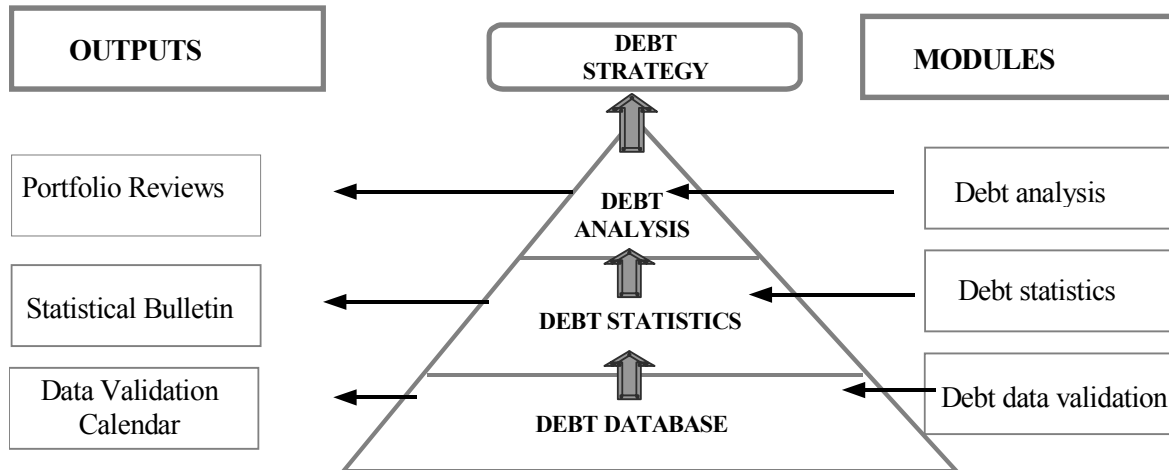 OUTPUTS
DEBT
STRATEGY
MODULES
Portfolio Reviews
DEBT
ANALYSIS
Debt analysis
Statistical Bulletin
DEBT STATISTICS
Debt statistics
Data Validation
Calendar
DEBT DATABASE
Debt data validation